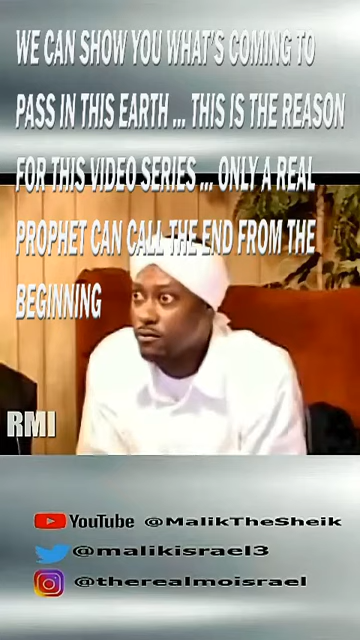 WE CAN SHOW YOU WHAT'S COMING TO
PASS IN THIS EARTH ... THIS IS THE REASON
FOR THIS VIDEO SERIES ... ONLY A REAL
PROPHET CAN CALL THE END FROM THE
BEGINNING
RMI
YouTube @MalikTheSheik
@malikisrael3
@therealmoisrael